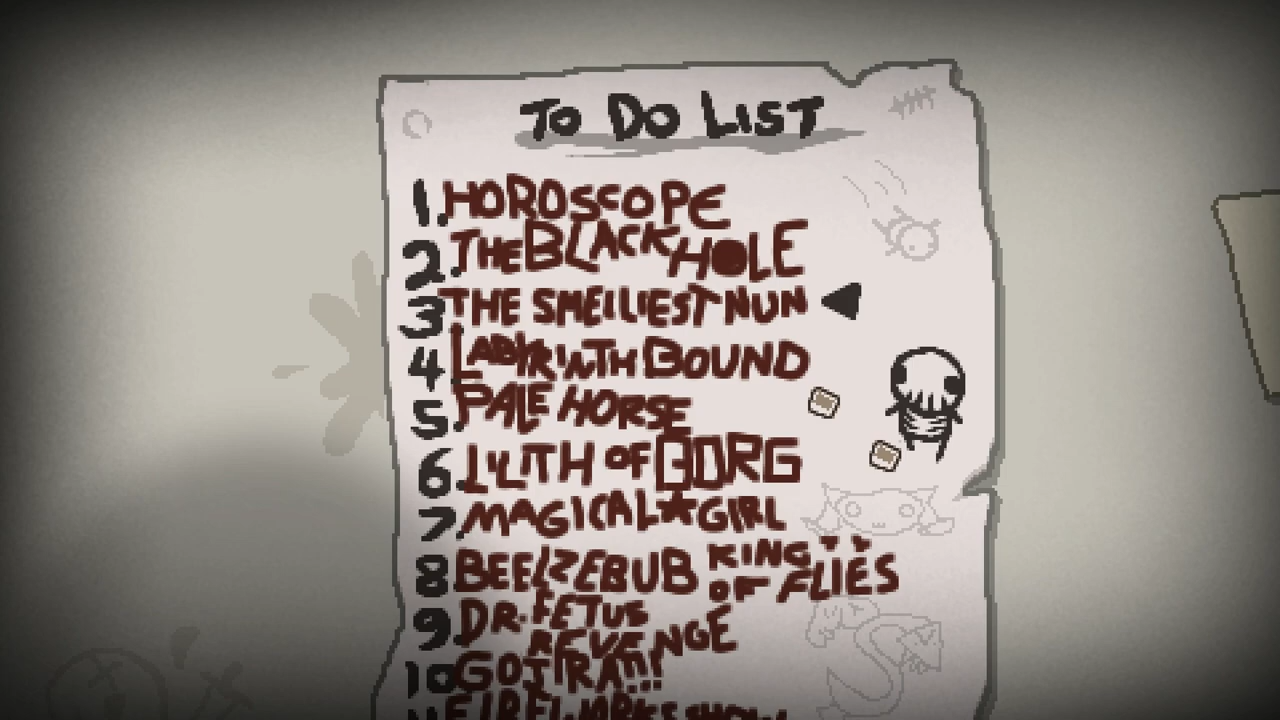 TO DO LIST
1. HOROSCOPE
2. THE BLACK HOLE
3. THE SMELLIEST NUN
4. LABYRINTH BOUND
5. PALE HORSE
6. LILITH OF BORG
7. MAGICAL★GIRL
8. BEELZEBUB KING OF FLIES
9. DR. FETUS REVENGE
10 GOJIRA!!!
11